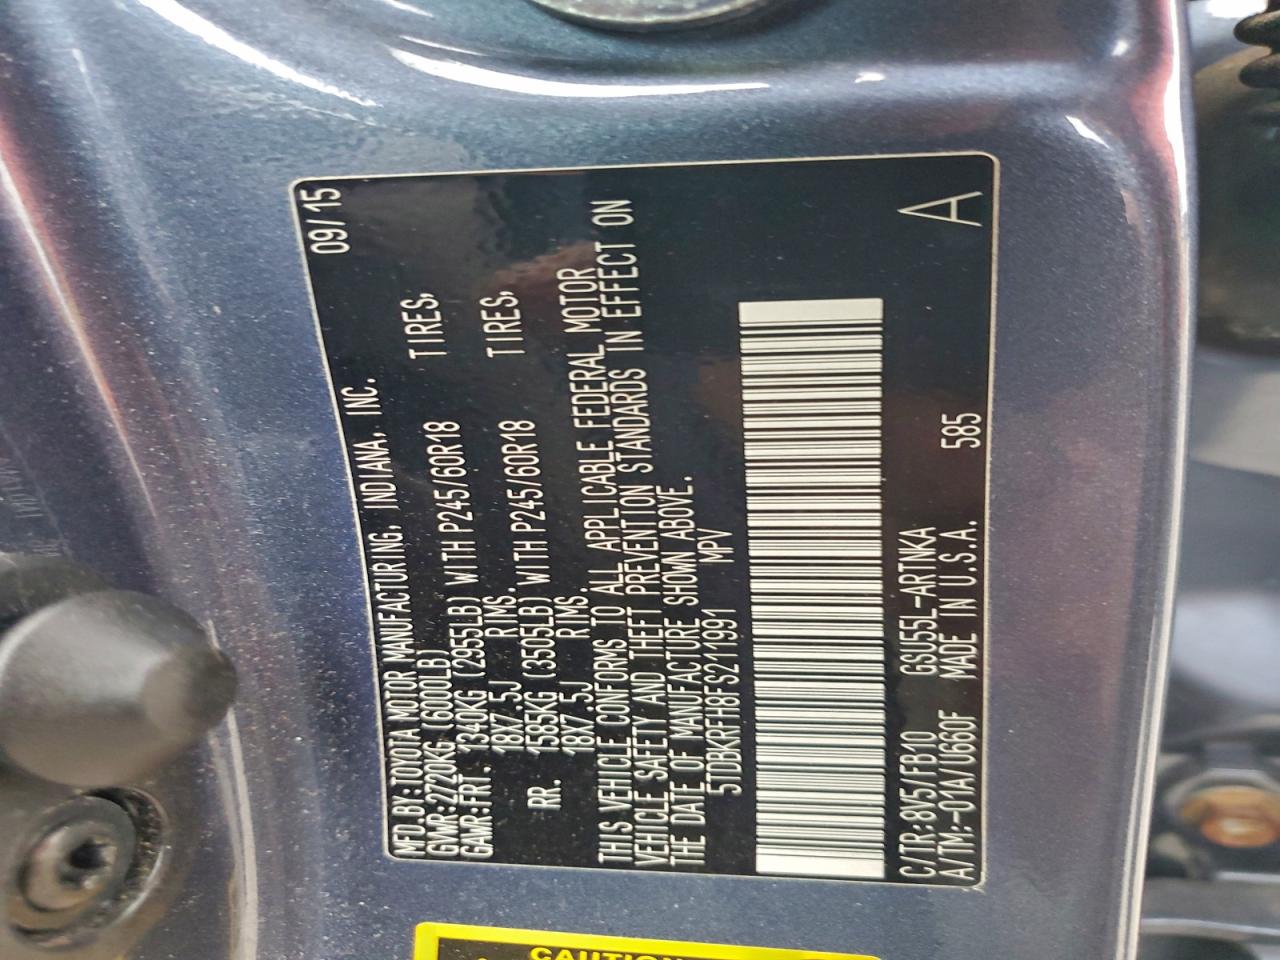 MFD.BY:TOYOTA MOTOR MANUFACTURING, INDIANA, INC. 09/15
GVWR:2720KG (6000LB)
GAWR:FRT. 1340KG (2955LB) WITH P245/60R18 TIRES,
18X7.5J RIMS.
RR. 1585KG (3505LB) WITH P245/60R18 TIRES,
18X7.5J RIMS.
THIS VEHICLE CONFORMS TO ALL APPLICABLE FEDERAL MOTOR
VEHICLE SAFETY AND THEFT PREVENTION STANDARDS IN EFFECT ON
THE DATE OF MANUFACTURE SHOWN ABOVE.
5TDBKRFH8FS211991 MPV
C/TR:8V5/FB10 GSU55L-ARTNKA
A/TM:-01A/U660F MADE IN U.S.A. 585 A
CAUTION